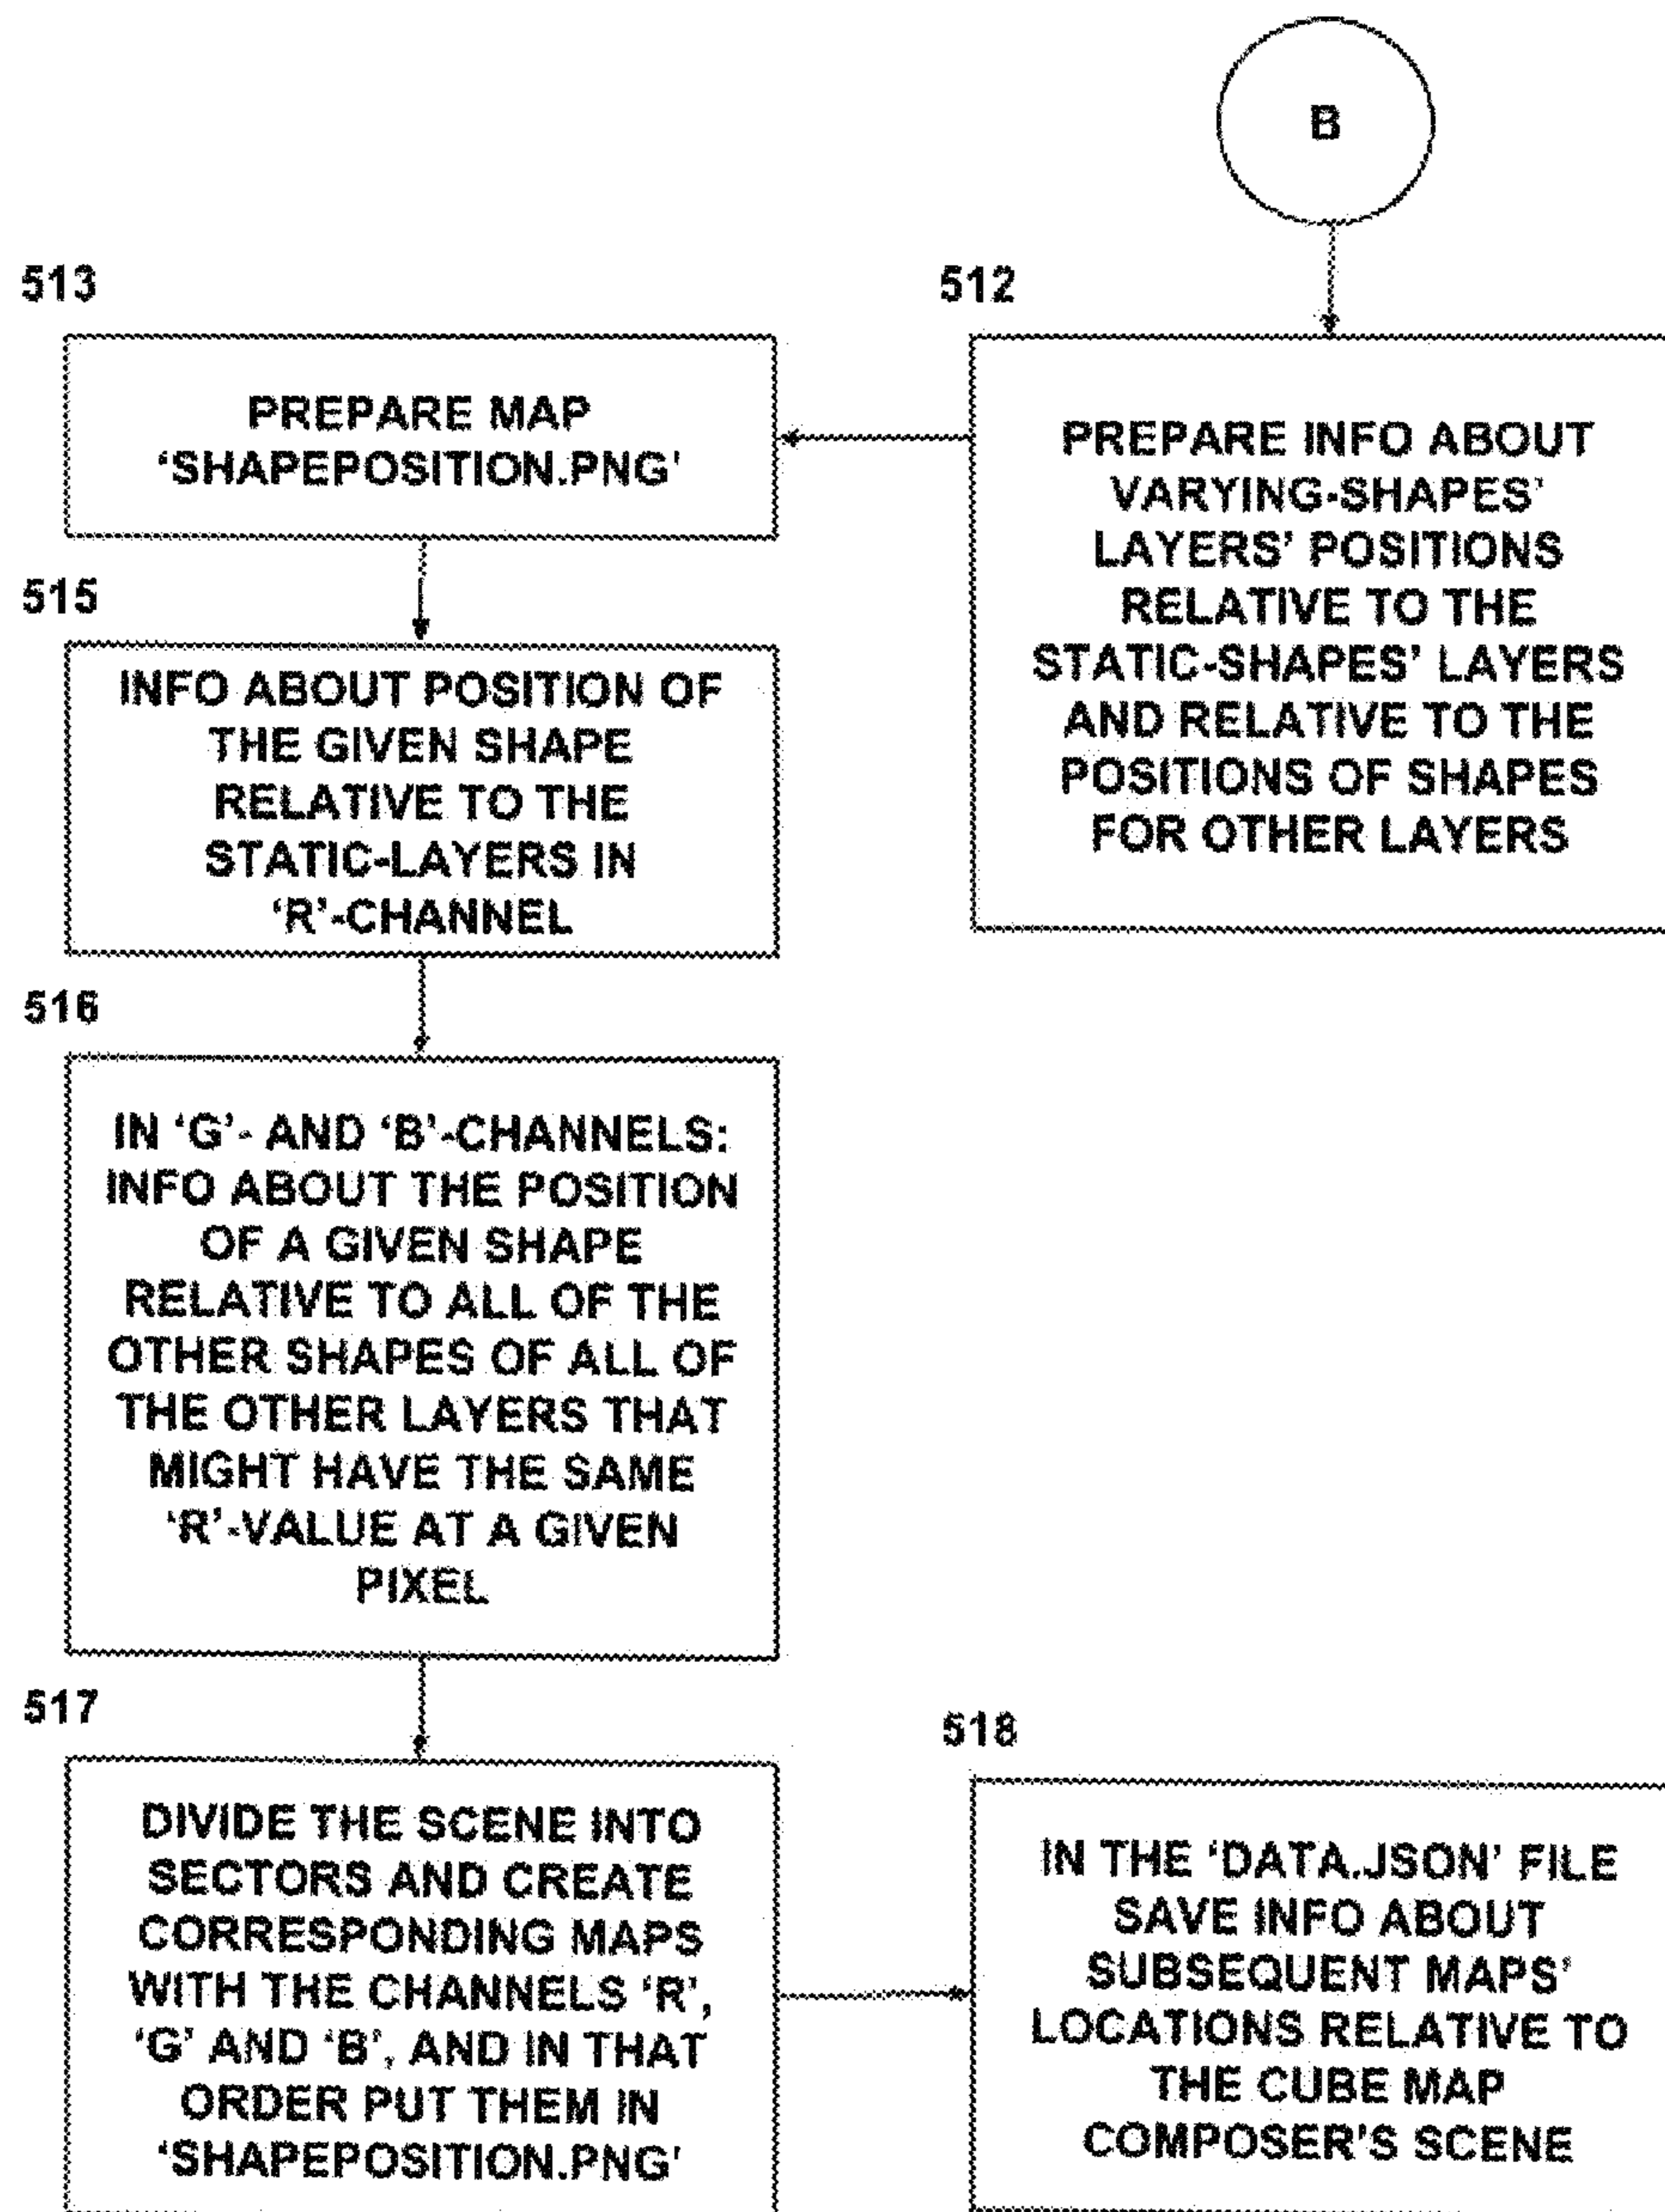 B
512
PREPARE INFO ABOUT
VARYING-SHAPES'
LAYERS' POSITIONS
RELATIVE TO THE
STATIC-SHAPES' LAYERS
AND RELATIVE TO THE
POSITIONS OF SHAPES
FOR OTHER LAYERS
513
PREPARE MAP
‘SHAPEPOSITION.PNG’
515
INFO ABOUT POSITION OF
THE GIVEN SHAPE
RELATIVE TO THE
STATIC-LAYERS IN
‘R’-CHANNEL
516
IN ‘G’- AND ‘B’-CHANNELS:
INFO ABOUT THE POSITION
OF A GIVEN SHAPE
RELATIVE TO ALL OF THE
OTHER SHAPES OF ALL OF
THE OTHER LAYERS THAT
MIGHT HAVE THE SAME
‘R’-VALUE AT A GIVEN
PIXEL
517
DIVIDE THE SCENE INTO
SECTORS AND CREATE
CORRESPONDING MAPS
WITH THE CHANNELS ‘R’,
‘G’ AND ‘B’, AND IN THAT
ORDER PUT THEM IN
‘SHAPEPOSITION.PNG’
518
IN THE ‘DATA.JSON’ FILE
SAVE INFO ABOUT
SUBSEQUENT MAPS'
LOCATIONS RELATIVE TO
THE CUBE MAP
COMPOSER'S SCENE